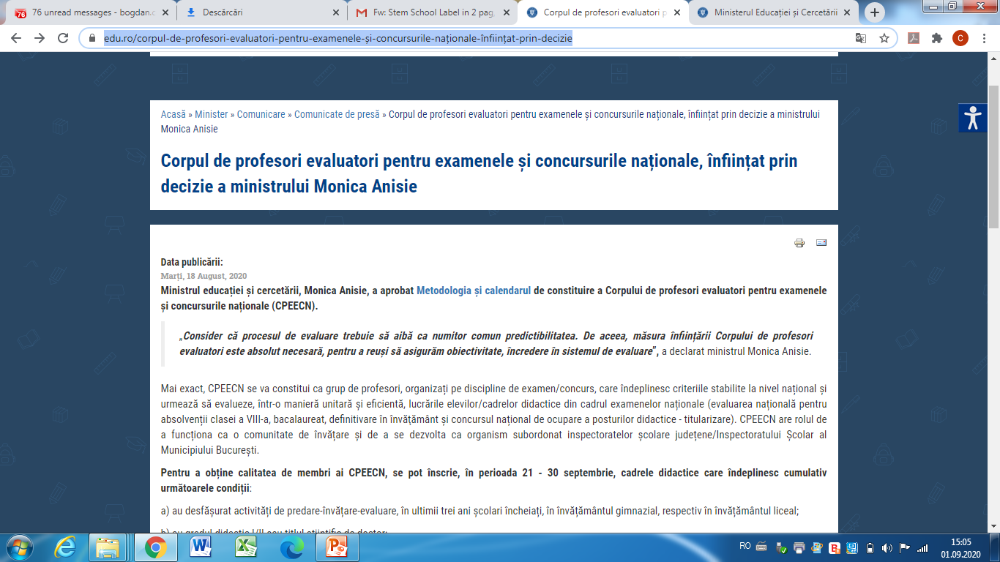 76 unread messages - bogdan.c
Descărcări
Fw: Stem School Label in 2 pag,
Corpul de profesori evaluatori p
Ministerul Educației și Cercetării
edu.ro/corpul-de-profesori-evaluatori-pentru-examenele-și-concursurile-naționale-înființat-prin-decizie
Acasă » Minister » Comunicare » Comunicate de presă » Corpul de profesori evaluatori pentru examenele și concursurile naționale, înființat prin decizie a ministrului
Monica Anisie
Corpul de profesori evaluatori pentru examenele și concursurile naționale, înființat prin
decizie a ministrului Monica Anisie
Data publicării:
Marți, 18 August, 2020
Ministrul educației și cercetării, Monica Anisie, a aprobat Metodologia și calendarul de constituire a Corpului de profesori evaluatori pentru examenele
și concursurile naționale (CPEECN).
„Consider că procesul de evaluare trebuie să aibă ca numitor comun predictibilitatea. De aceea, măsura înființării Corpului de profesori
evaluatori este absolut necesară, pentru a reuși să asigurăm obiectivitate, încredere în sistemul de evaluare”, a declarat ministrul Monica Anisie.
Mai exact, CPEECN se va constitui ca grup de profesori, organizați pe discipline de examen/concurs, care îndeplinesc criteriile stabilite la nivel național și
urmează să evalueze, într-o manieră unitară și eficientă, lucrările elevilor/cadrelor didactice din cadrul examenelor naționale (evaluarea națională pentru
absolvenții clasei a VIII-a, bacalaureat, definitivare în învățământ și concursul național de ocupare a posturilor didactice - titularizare). CPEECN are rolul de
a funcționa ca o comunitate de învățare și de a se dezvolta ca organism subordonat inspectoratelor școlare județene/Inspectoratului Școlar al
Municipiului București.
Pentru a obține calitatea de membri ai CPEECN, se pot înscrie, în perioada 21 - 30 septembrie, cadrele didactice care îndeplinesc cumulativ
următoarele condiții:
a) au desfășurat activități de predare-învățare-evaluare, în ultimii trei ani școlari încheiați, în învățământul gimnazial, respectiv în învățământul liceal;
b) au gradul didactic I/II sau titlul științific de doctor;
RO
15:05
01.09.2020